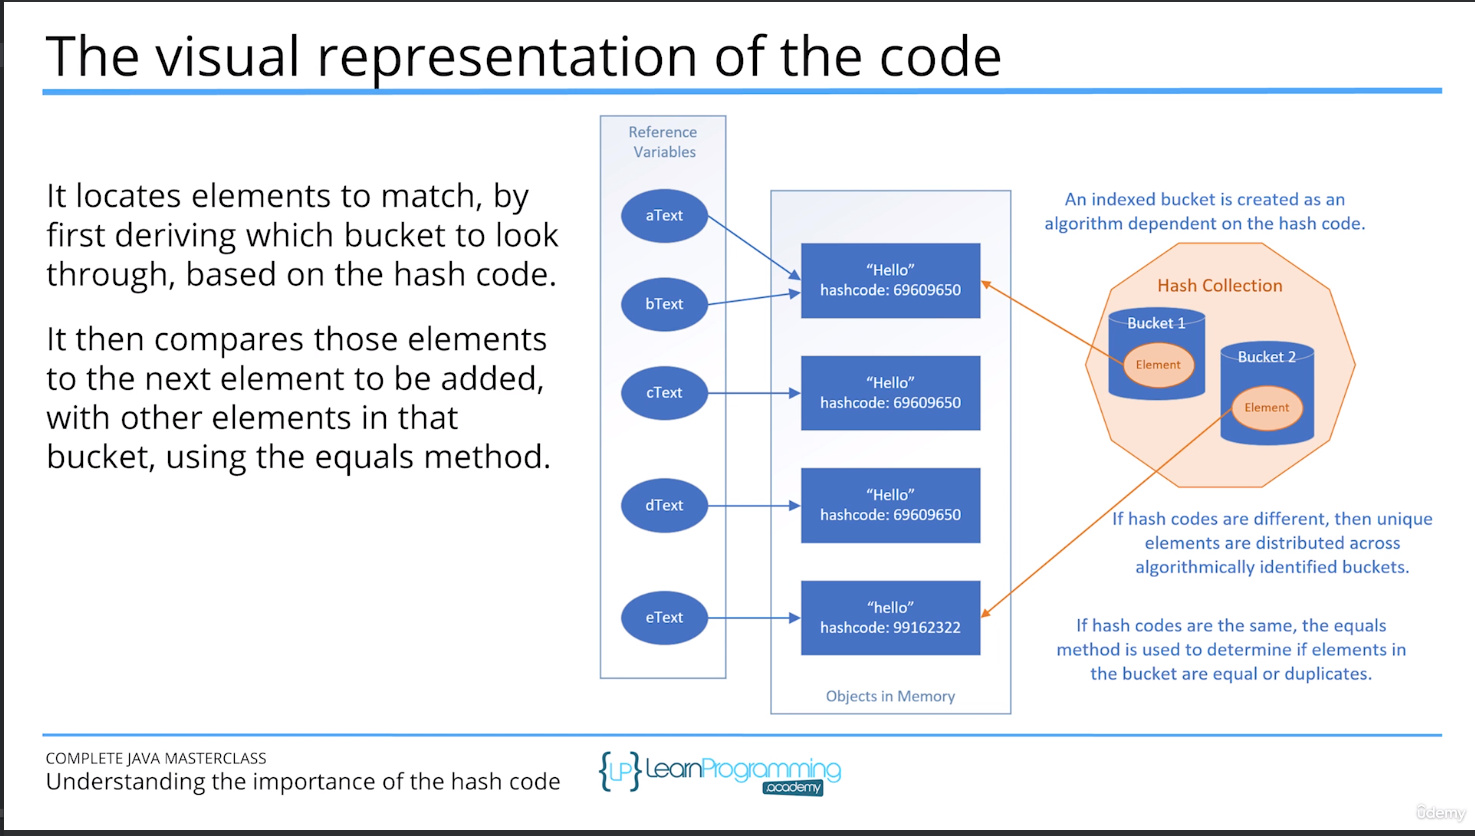 The visual representation of the code
It locates elements to match, by
first deriving which bucket to look
through, based on the hash code.
It then compares those elements
to the next element to be added,
with other elements in that
bucket, using the equals method.
Reference
Variables
aText
bText
cText
dText
eText
“Hello”
hashcode: 69609650
“Hello”
hashcode: 69609650
“Hello”
hashcode: 69609650
“hello”
hashcode: 99162322
Objects in Memory
An indexed bucket is created as an
algorithm dependent on the hash code.
Hash Collection
Bucket 1
Element
Bucket 2
Element
If hash codes are different, then unique
elements are distributed across
algorithmically identified buckets.
If hash codes are the same, the equals
method is used to determine if elements in
the bucket are equal or duplicates.
COMPLETE JAVA MASTERCLASS
Understanding the importance of the hash code
{LP} LearnProgramming
.academy
ûdemy